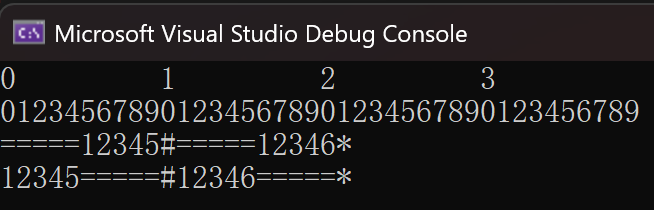 C:\ Microsoft Visual Studio Debug Console
0         1         2         3
0123456789012345678901234567890123456789
=====12345#=====12346*
12345=====#12346=====*